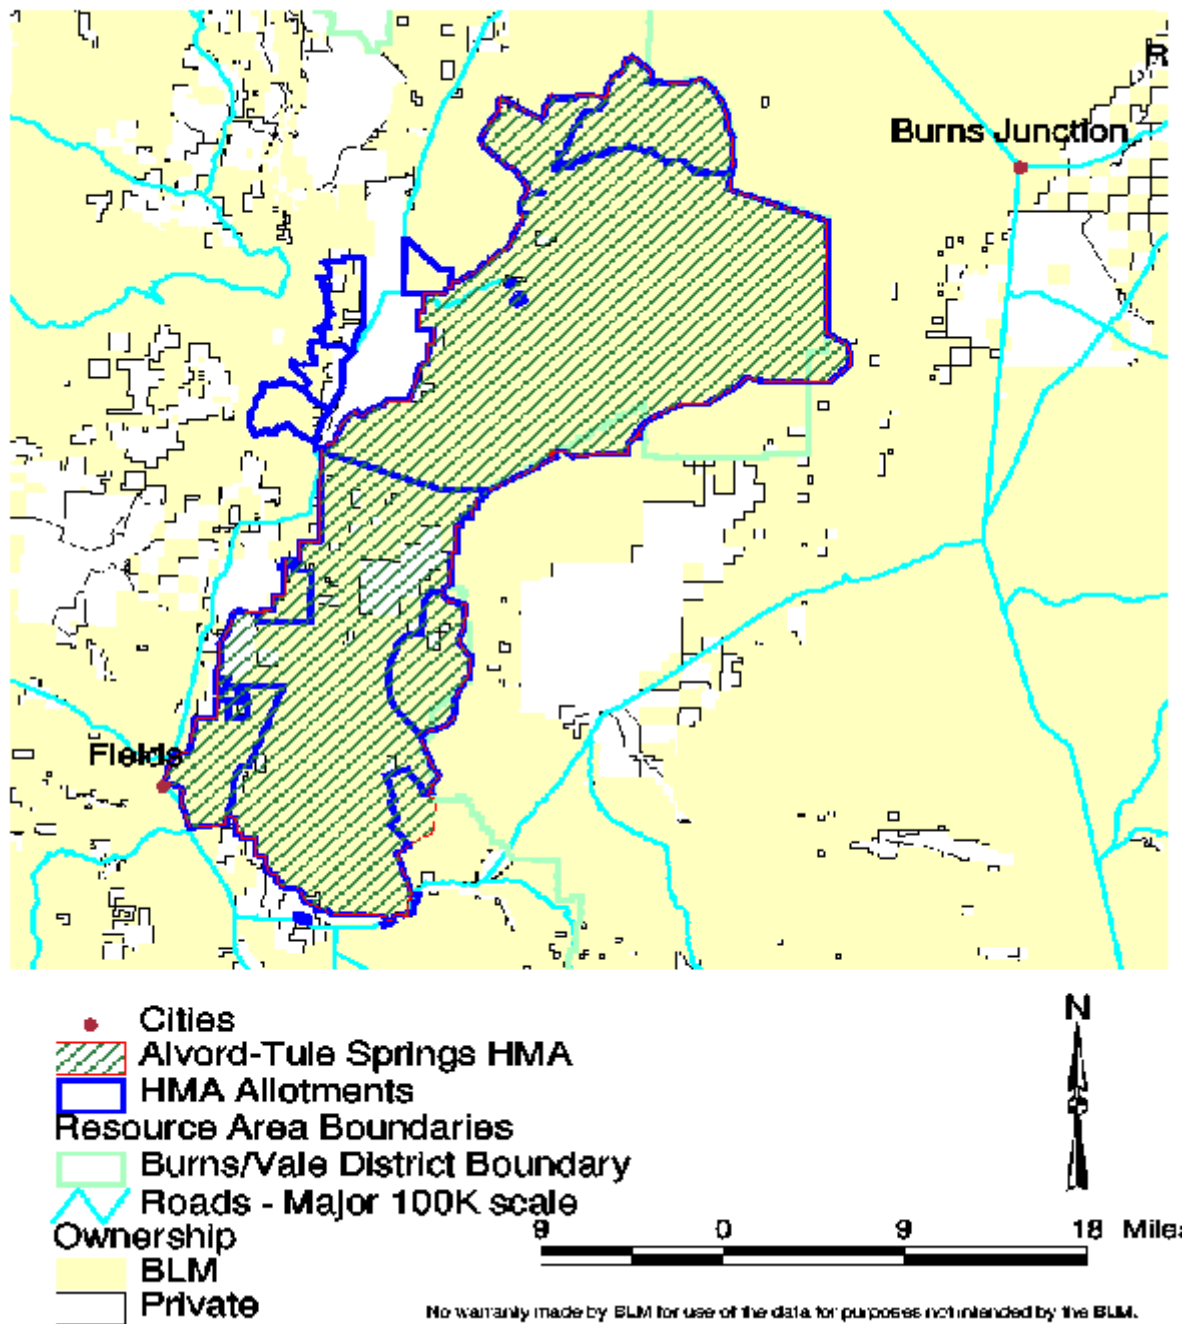 R
Burns Junction
Fields
Cities
Alvord-Tule Springs HMA
HMA Allotments
Resource Area Boundaries
Burns/Vale District Boundary
Roads - Major 100K scale
Ownership
BLM
Private
N
9 0 9 18 Miles
No warranty made by BLM for use of the data for purposes not intended by the BLM.